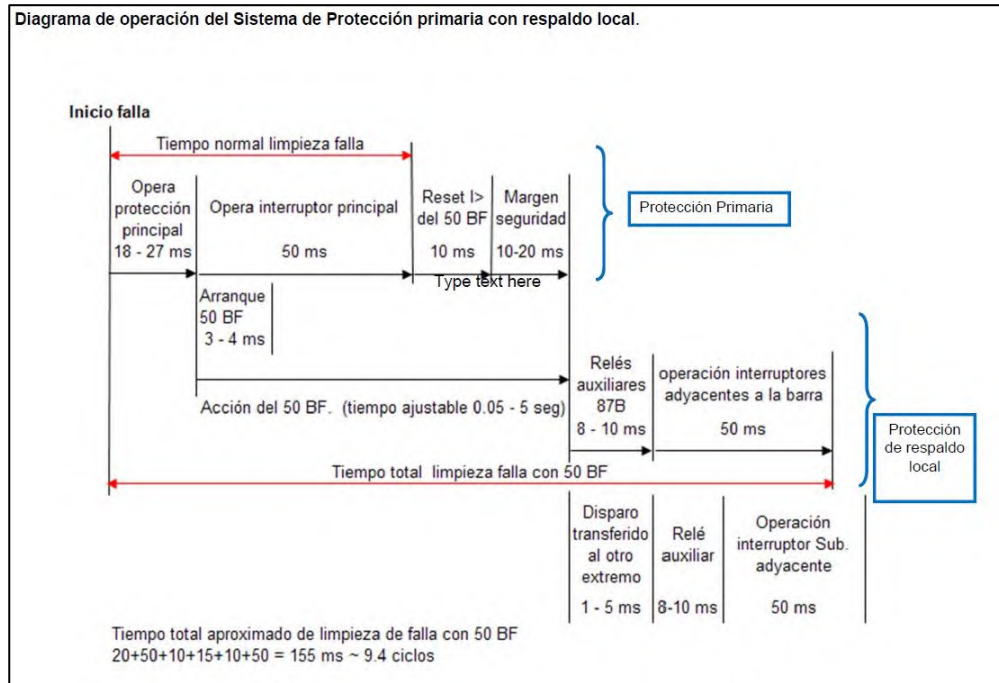 Diagrama de operación del Sistema de Protección primaria con respaldo local.
Inicio falla
Tiempo normal limpieza falla
Opera
protección
principal
18 - 27 ms
Opera interruptor principal
50 ms
Reset I>
del 50 BF
10 ms
Margen
seguridad
10-20 ms
Protección Primaria
Type text here
Arranque
50 BF
3 - 4 ms
Acción del 50 BF. (tiempo ajustable 0.05 - 5 seg)
Relés
auxiliares
87B
8 - 10 ms
operación interruptores
adyacentes a la barra
50 ms
Protección
de respaldo
local
Tiempo total limpieza falla con 50 BF
Disparo
transferido
al otro
extremo
1 - 5 ms
Relé
auxiliar
8-10 ms
Operación
interruptor Sub.
adyacente
50 ms
Tiempo total aproximado de limpieza de falla con 50 BF
20+50+10+15+10+50 = 155 ms ~ 9.4 ciclos